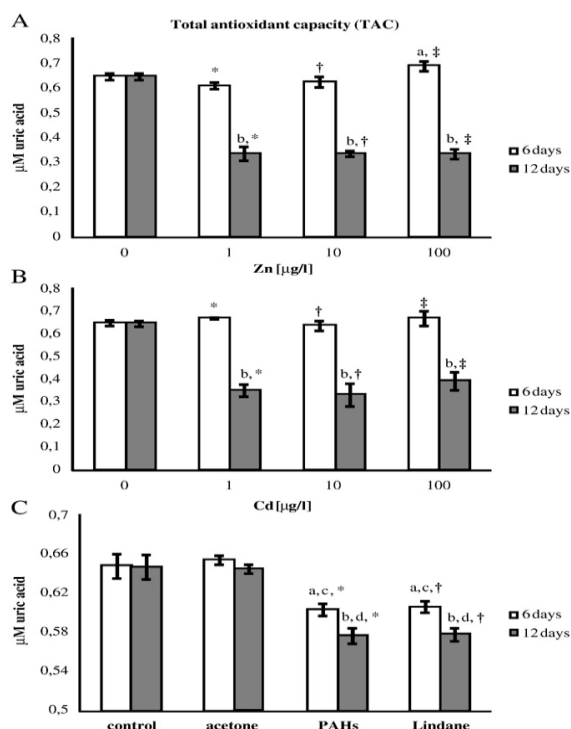 A
Total antioxidant capacity (TAC)
0,8
0,7
0,6
0,5
0,4
0,3
0,2
0,1
0
µM uric acid
*
†
a, ‡
b, *
b, †
b, ‡
6 days
12 days
0 1 10 100
Zn [µg/l]
B
0,8
0,7
0,6
0,5
0,4
0,3
0,2
0,1
0
µM uric acid
*
†
‡
b, *
b, †
b, ‡
6 days
12 days
0 1 10 100
Cd [µg/l]
C
0,7
0,66
0,62
0,58
0,54
0,5
µM uric acid
a, c, *
b, d, *
a, c, †
b, d, †
6 days
12 days
control acetone PAHs Lindane